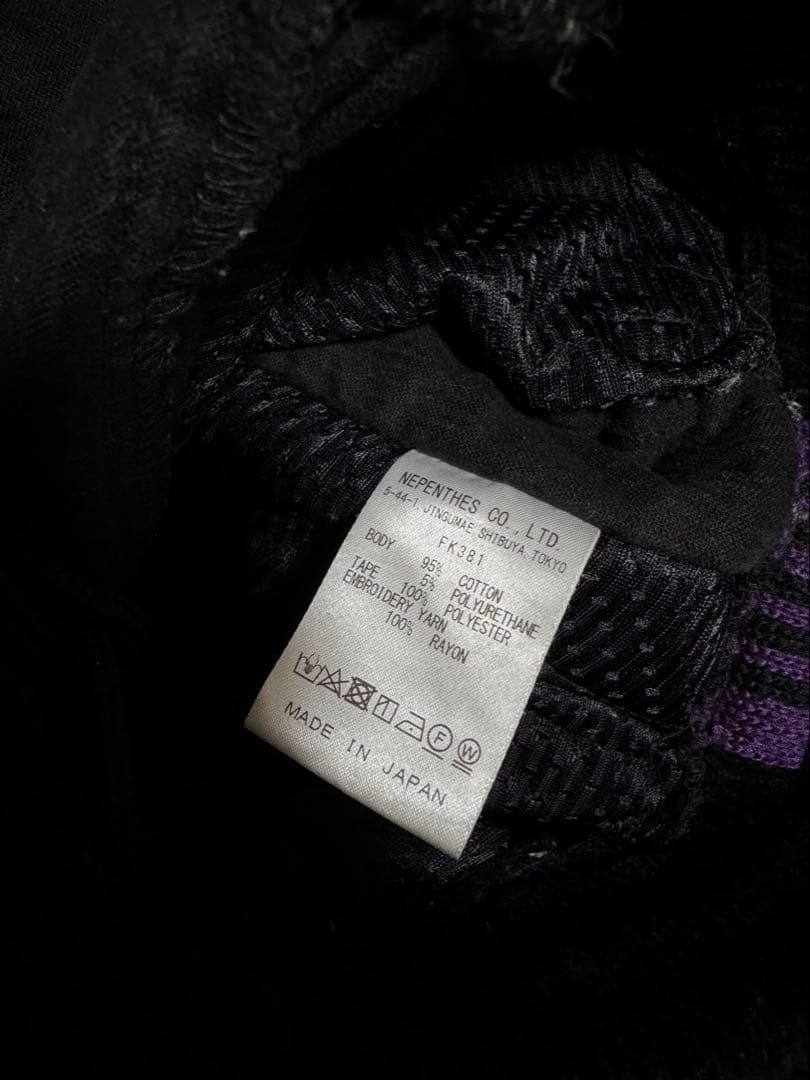 NEPENTHES CO., LTD.
5-44-1, JINGUMAE, SHIBUYA, TOKYO
FK381
BODY 95% COTTON
5% POLYURETHANE
TAPE 100% POLYESTER
EMBROIDERY YARN
100% RAYON
F W
MADE IN JAPAN